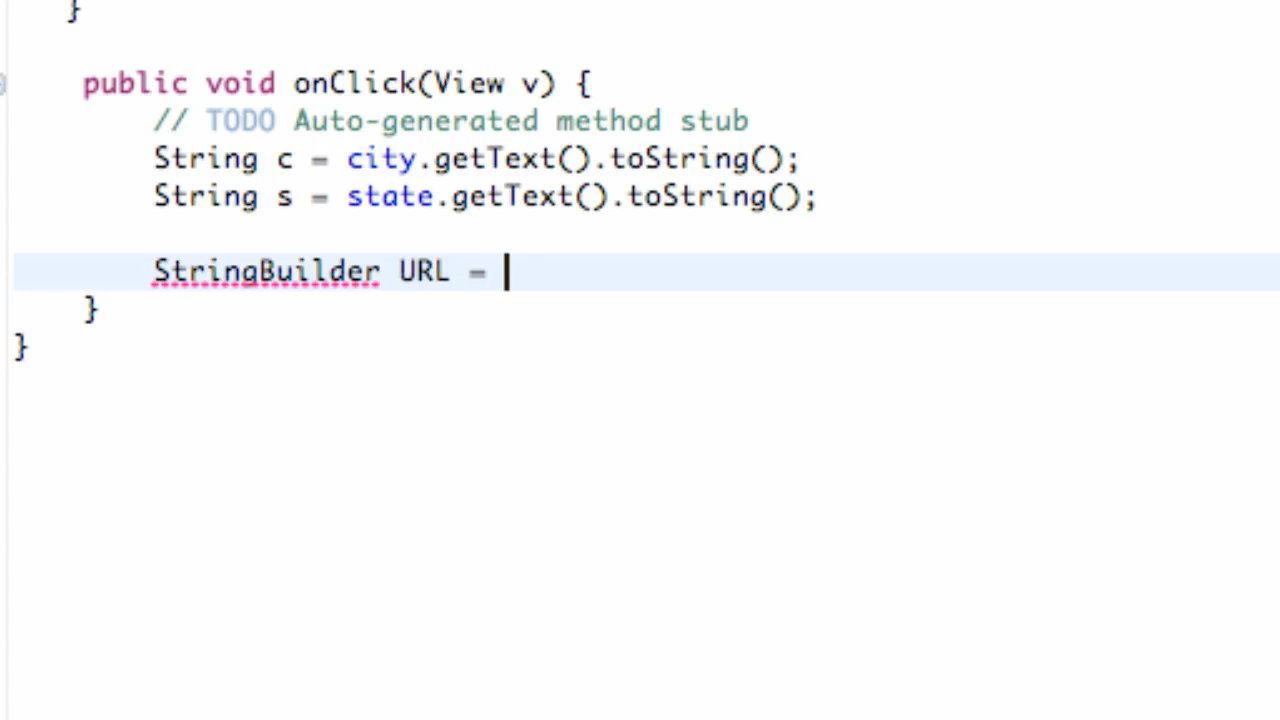 }
public void onClick(View v) {
// TODO Auto-generated method stub
String c = city.getText().toString();
String s = state.getText().toString();
StringBuilder URL =
}
}